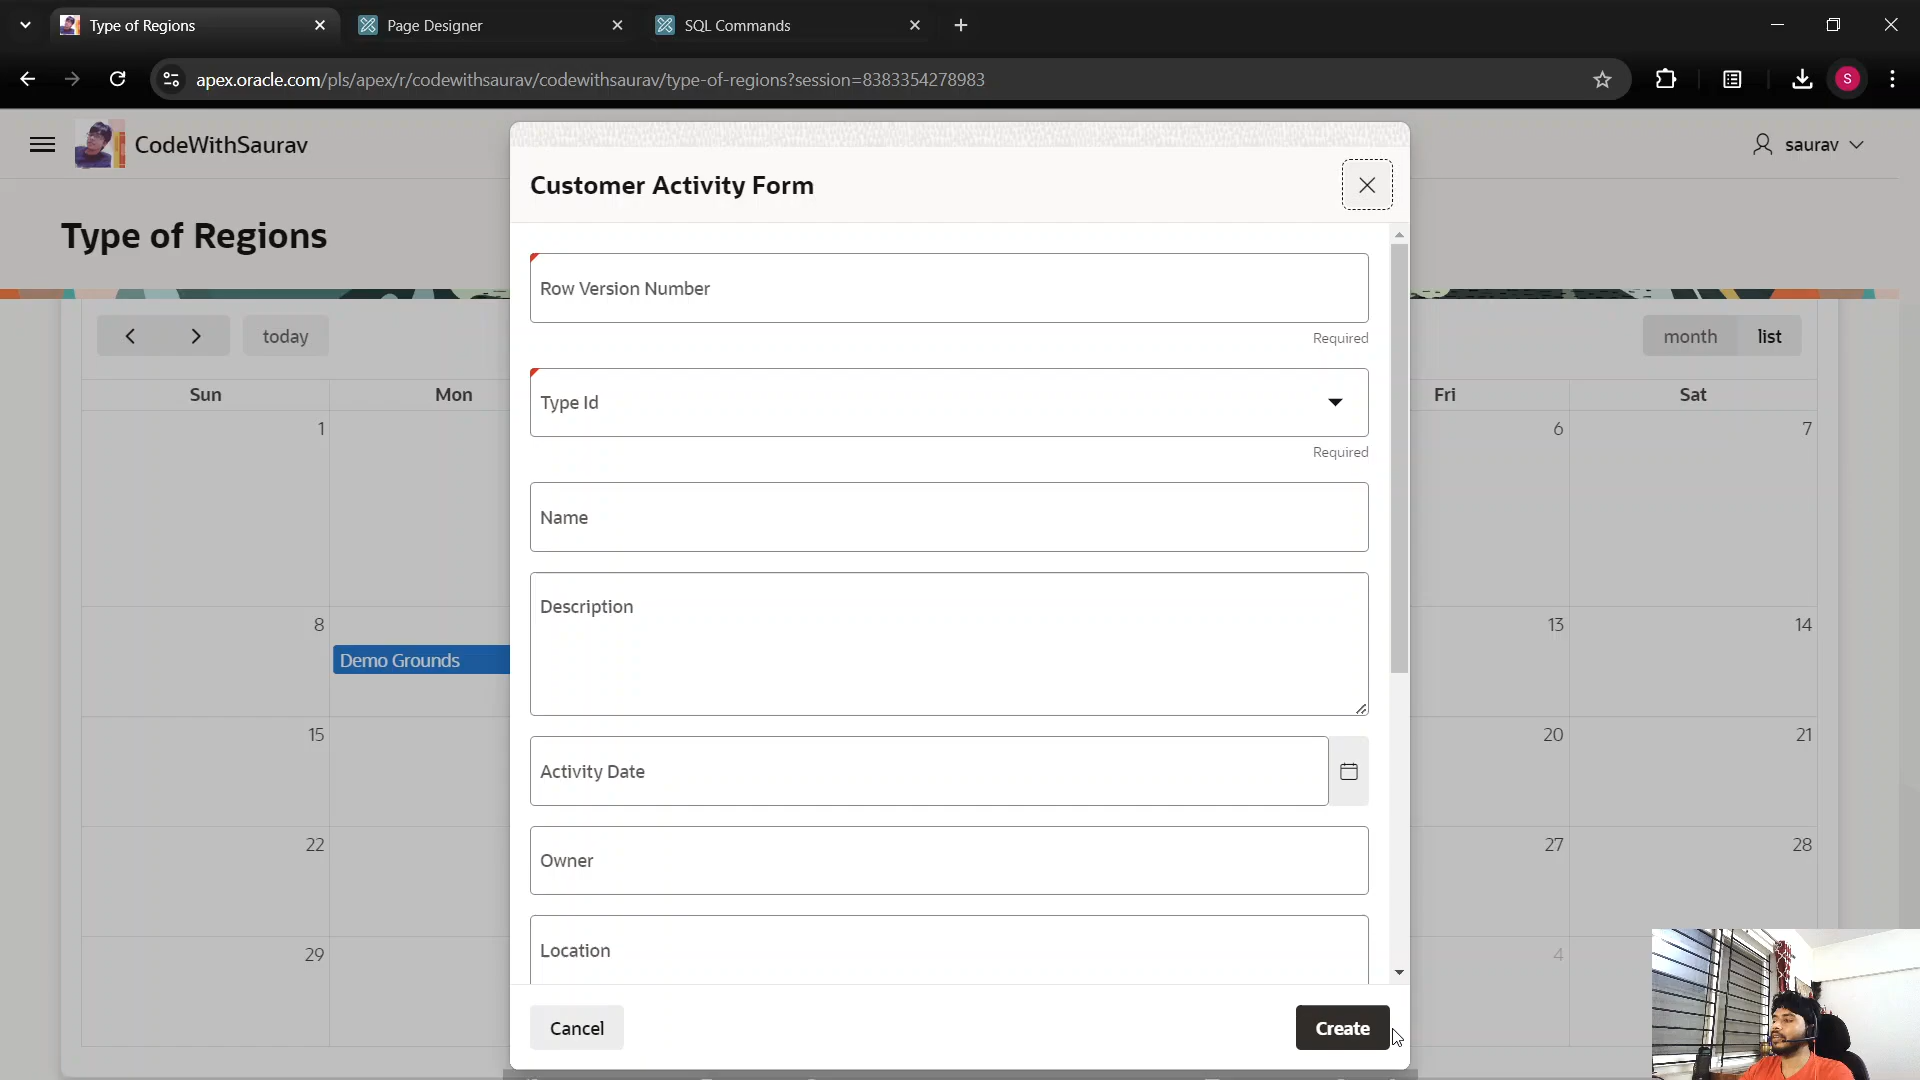 Type of Regions
Page Designer
SQL Commands
apex.oracle.com/pls/apex/r/codewithsaurav/codewithsaurav/type-of-regions?session=8383354278983
S
CodeWithSaurav
saurav
Type of Regions
Customer Activity Form
today
month
list
Sun
Mon
Fri
Sat
1
6
7
8
13
14
Demo Grounds
15
20
21
22
27
28
29
4
Row Version Number
Required
Type Id
Required
Name
Description
Activity Date
Owner
Location
Cancel
Create